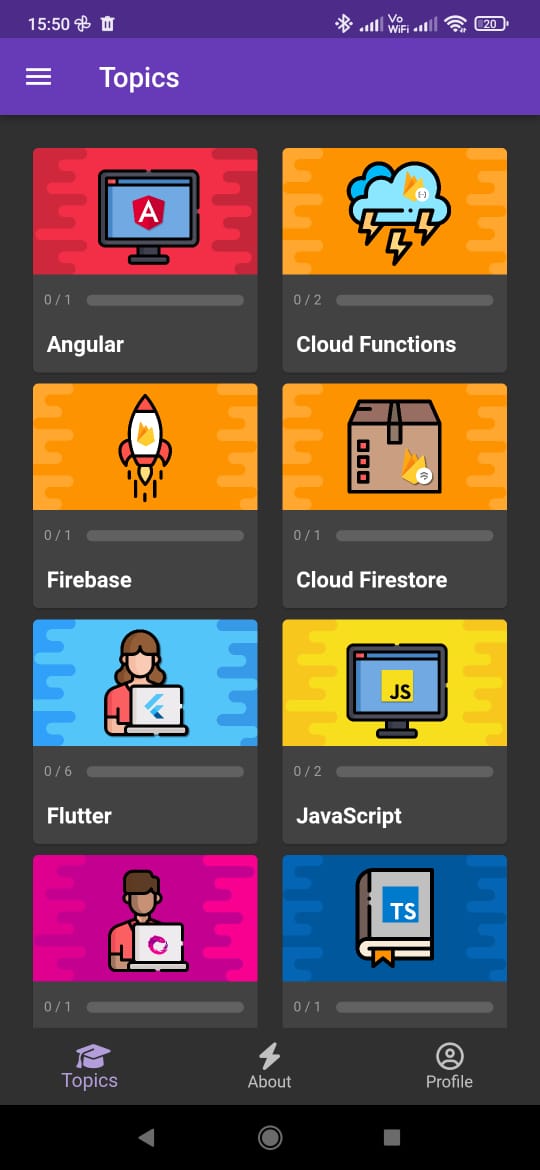 15:50
Vo
WiFi
20
Topics
A
{-}
0 / 1
0 / 2
Angular
Cloud Functions
0 / 1
0 / 1
Firebase
Cloud Firestore
JS
0 / 6
0 / 2
Flutter
JavaScript
TS
0 / 1
0 / 1
Topics
About
Profile